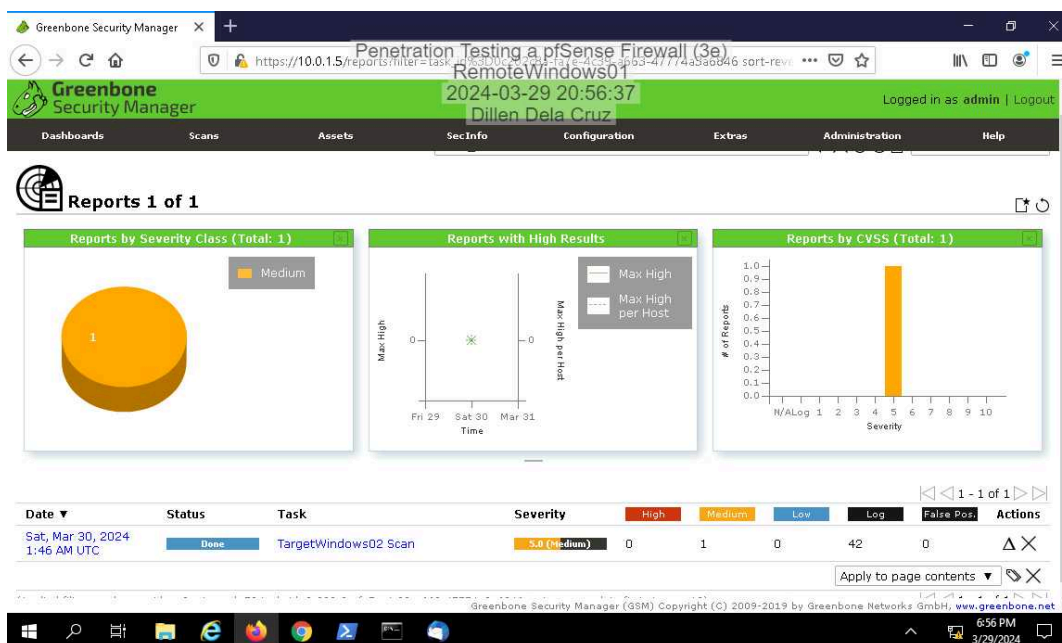 Greenbone Security Manager
Penetration Testing a pfSense Firewall (3e)
https://10.0.1.5/reports?filter=task
sort-rev
RemoteWindows01
2024-03-29 20:56:37
Dillen Dela Cruz
Greenbone
Security Manager
Logged in as admin | Logout
Dashboards Scans Assets SecInfo Configuration Extras Administration Help
Reports 1 of 1
Reports by Severity Class (Total: 1)
Medium
1
Reports with High Results
Max High
Max High per Host
Max High
0
0
Max High per Host
Fri 29 Sat 30 Mar 31
Time
Reports by CVSS (Total: 1)
# of Reports
1.0
0.9
0.8
0.7
0.6
0.5
0.4
0.3
0.2
0.1
0.0
N/A Log 1 2 3 4 5 6 7 8 9 10
Severity
1 - 1 of 1
Date ▼ Status Task Severity High Medium Low Log False Pos. Actions
Sat, Mar 30, 2024 1:46 AM UTC Done TargetWindows02 Scan 5.0 (Medium) 0 1 0 42 0
Apply to page contents ▼
Greenbone Security Manager (GSM) Copyright (C) 2009-2019 by Greenbone Networks GmbH, www.greenbone.net
6:56 PM
3/29/2024